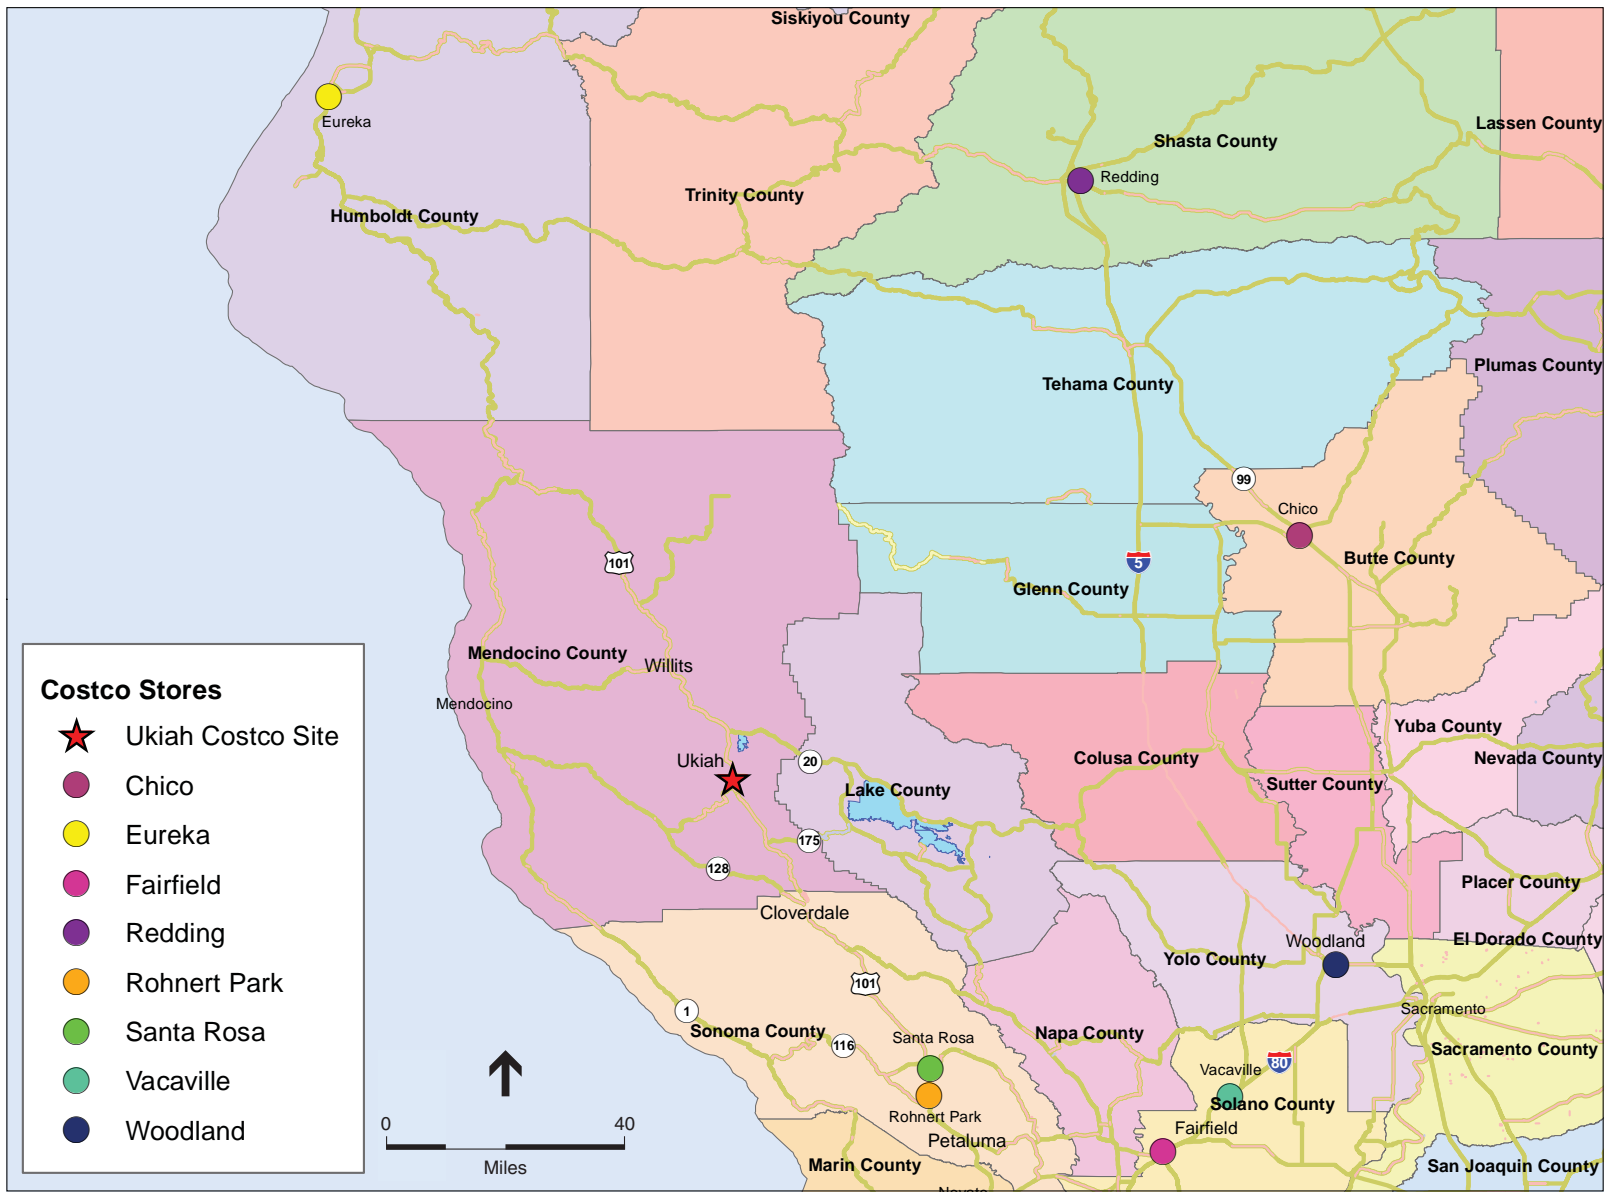 Siskiyou County
Eureka
Shasta County
Lassen County
Redding
Trinity County
Humboldt County
Plumas County
Tehama County
99
Chico
101
5
Butte County
Glenn County
Mendocino County
Willits
Mendocino
Yuba County
Ukiah
20
Colusa County
Nevada County
Lake County
Sutter County
175
128
Placer County
Cloverdale
El Dorado County
Woodland
Yolo County
101
1
Sacramento
Sonoma County
116
Santa Rosa
Napa County
Sacramento County
80
Vacaville
Solano County
Rohnert Park
Fairfield
Petaluma
Marin County
San Joaquin County
Costco Stores
Ukiah Costco Site
Chico
Eureka
Fairfield
Redding
Rohnert Park
Santa Rosa
Vacaville
Woodland
0 40
Miles